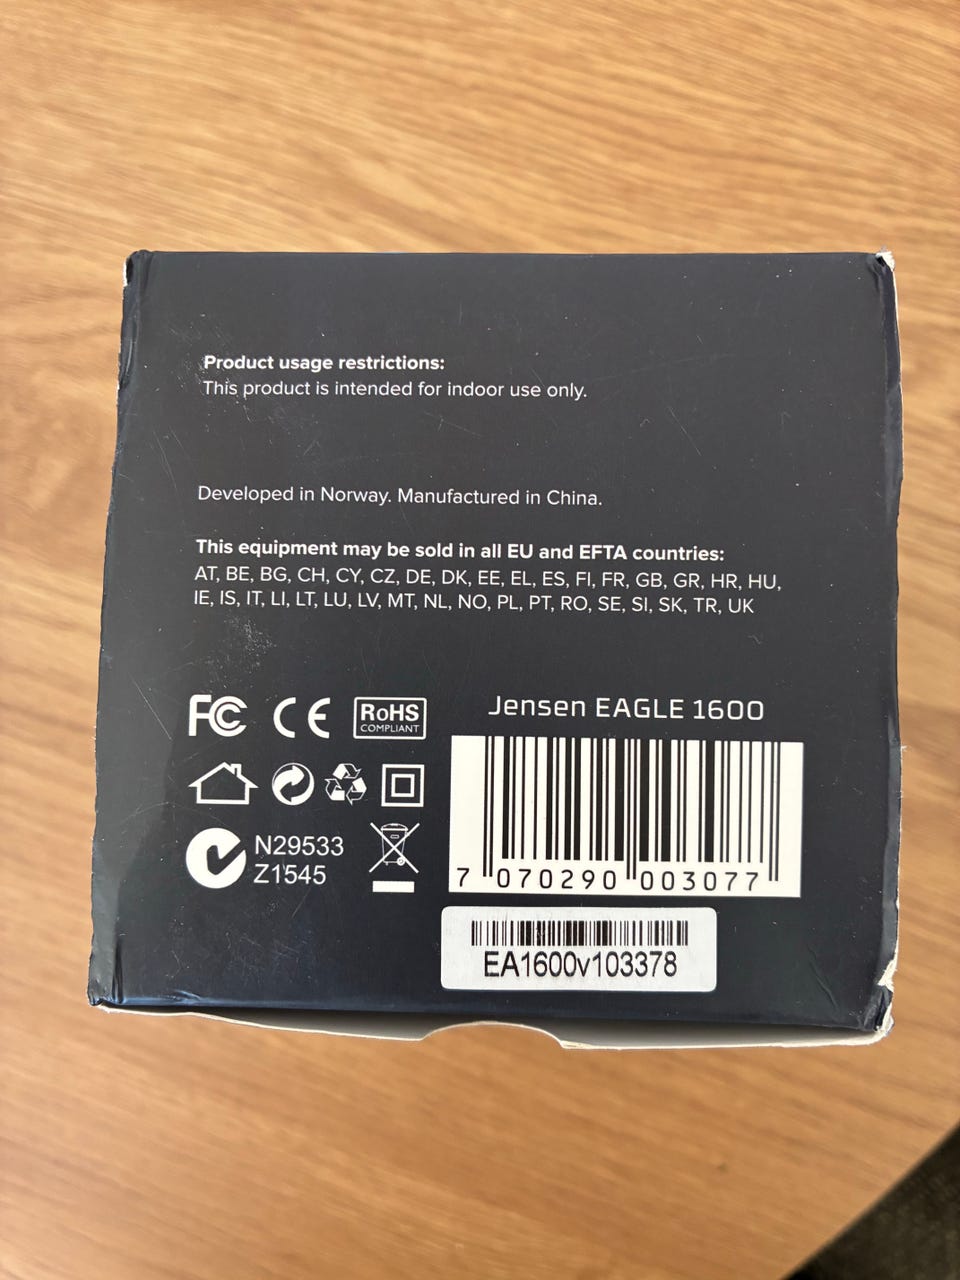 Product usage restrictions:
This product is intended for indoor use only.
Developed in Norway. Manufactured in China.
This equipment may be sold in all EU and EFTA countries:
AT, BE, BG, CH, CY, CZ, DE, DK, EE, EL, ES, FI, FR, GB, GR, HR, HU,
IE, IS, IT, LI, LT, LU, LV, MT, NL, NO, PL, PT, RO, SE, SI, SK, TR, UK
FC CE RoHS
COMPLIANT
N29533
Z1545
Jensen EAGLE 1600
7 070290 003077
EA1600v103378